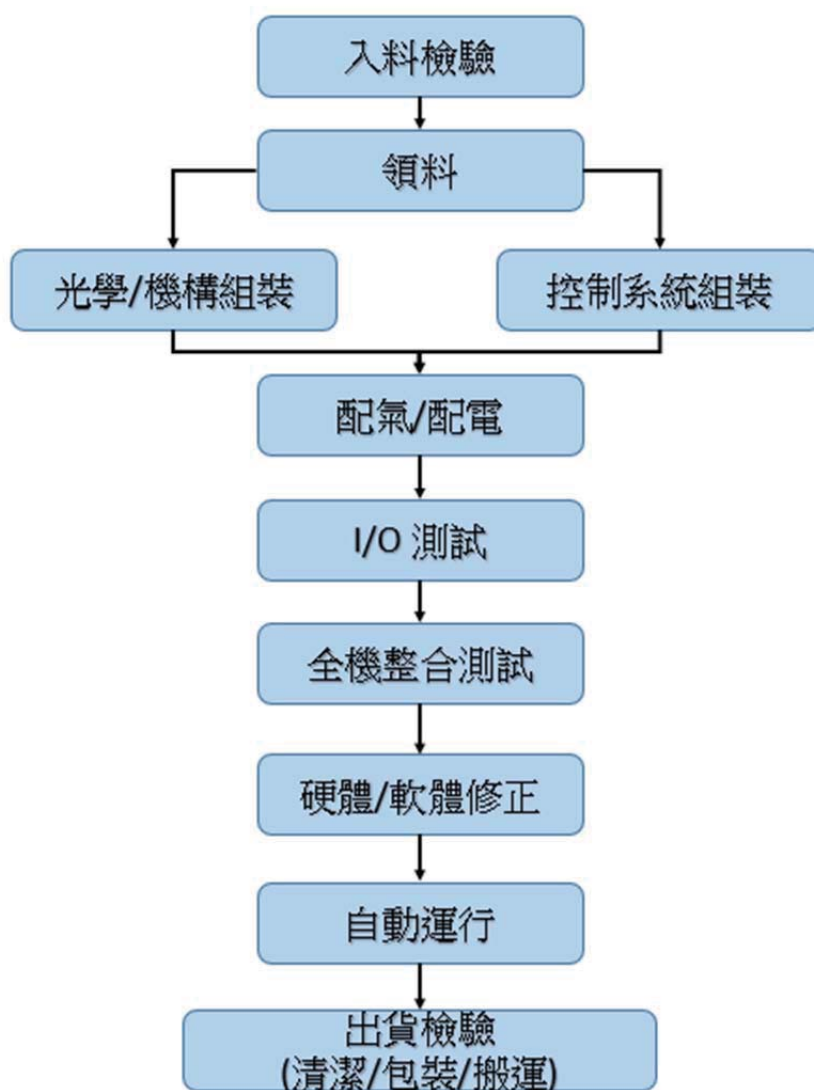 入料檢驗
領料
光學/機構組裝
控制系統組裝
配氣/配電
I/O 測試
全機整合測試
硬體/軟體修正
自動運行
出貨檢驗
(清潔/包裝/搬運)